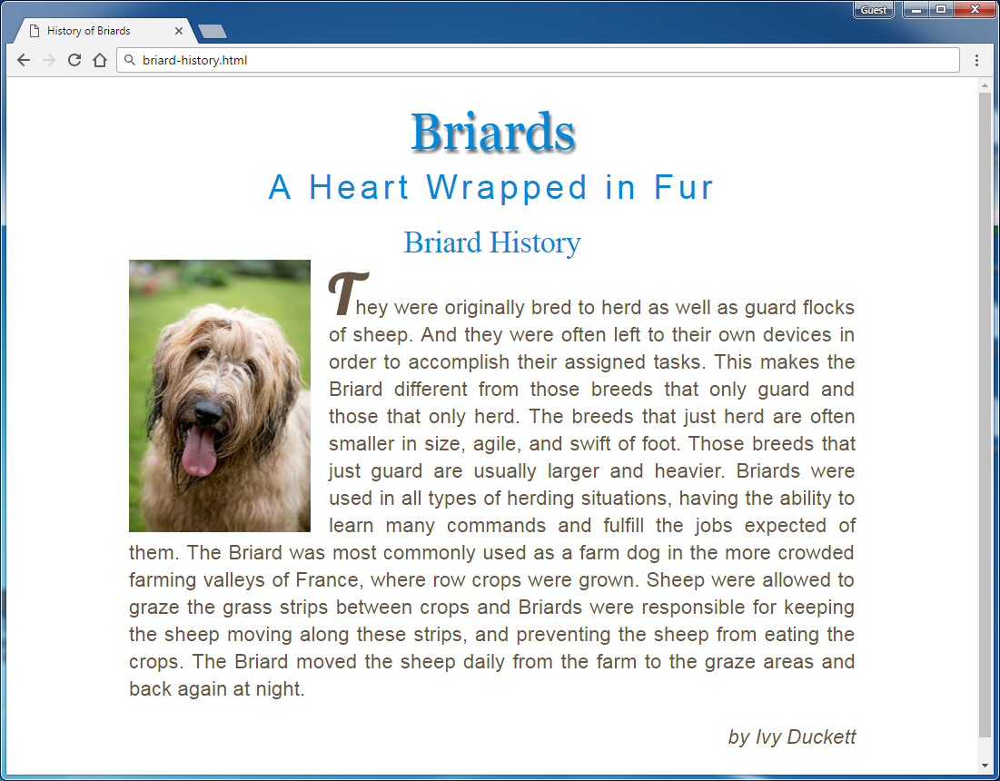 Guest
History of Briards
briard-history.html
Briards
A Heart Wrapped in Fur
Briard History
They were originally bred to herd as well as guard flocks
of sheep. And they were often left to their own devices in
order to accomplish their assigned tasks. This makes the
Briard different from those breeds that only guard and
those that only herd. The breeds that just herd are often
smaller in size, agile, and swift of foot. Those breeds that
just guard are usually larger and heavier. Briards were
used in all types of herding situations, having the ability to
learn many commands and fulfill the jobs expected of
them. The Briard was most commonly used as a farm dog in the more crowded
farming valleys of France, where row crops were grown. Sheep were allowed to
graze the grass strips between crops and Briards were responsible for keeping
the sheep moving along these strips, and preventing the sheep from eating the
crops. The Briard moved the sheep daily from the farm to the graze areas and
back again at night.
by Ivy Duckett